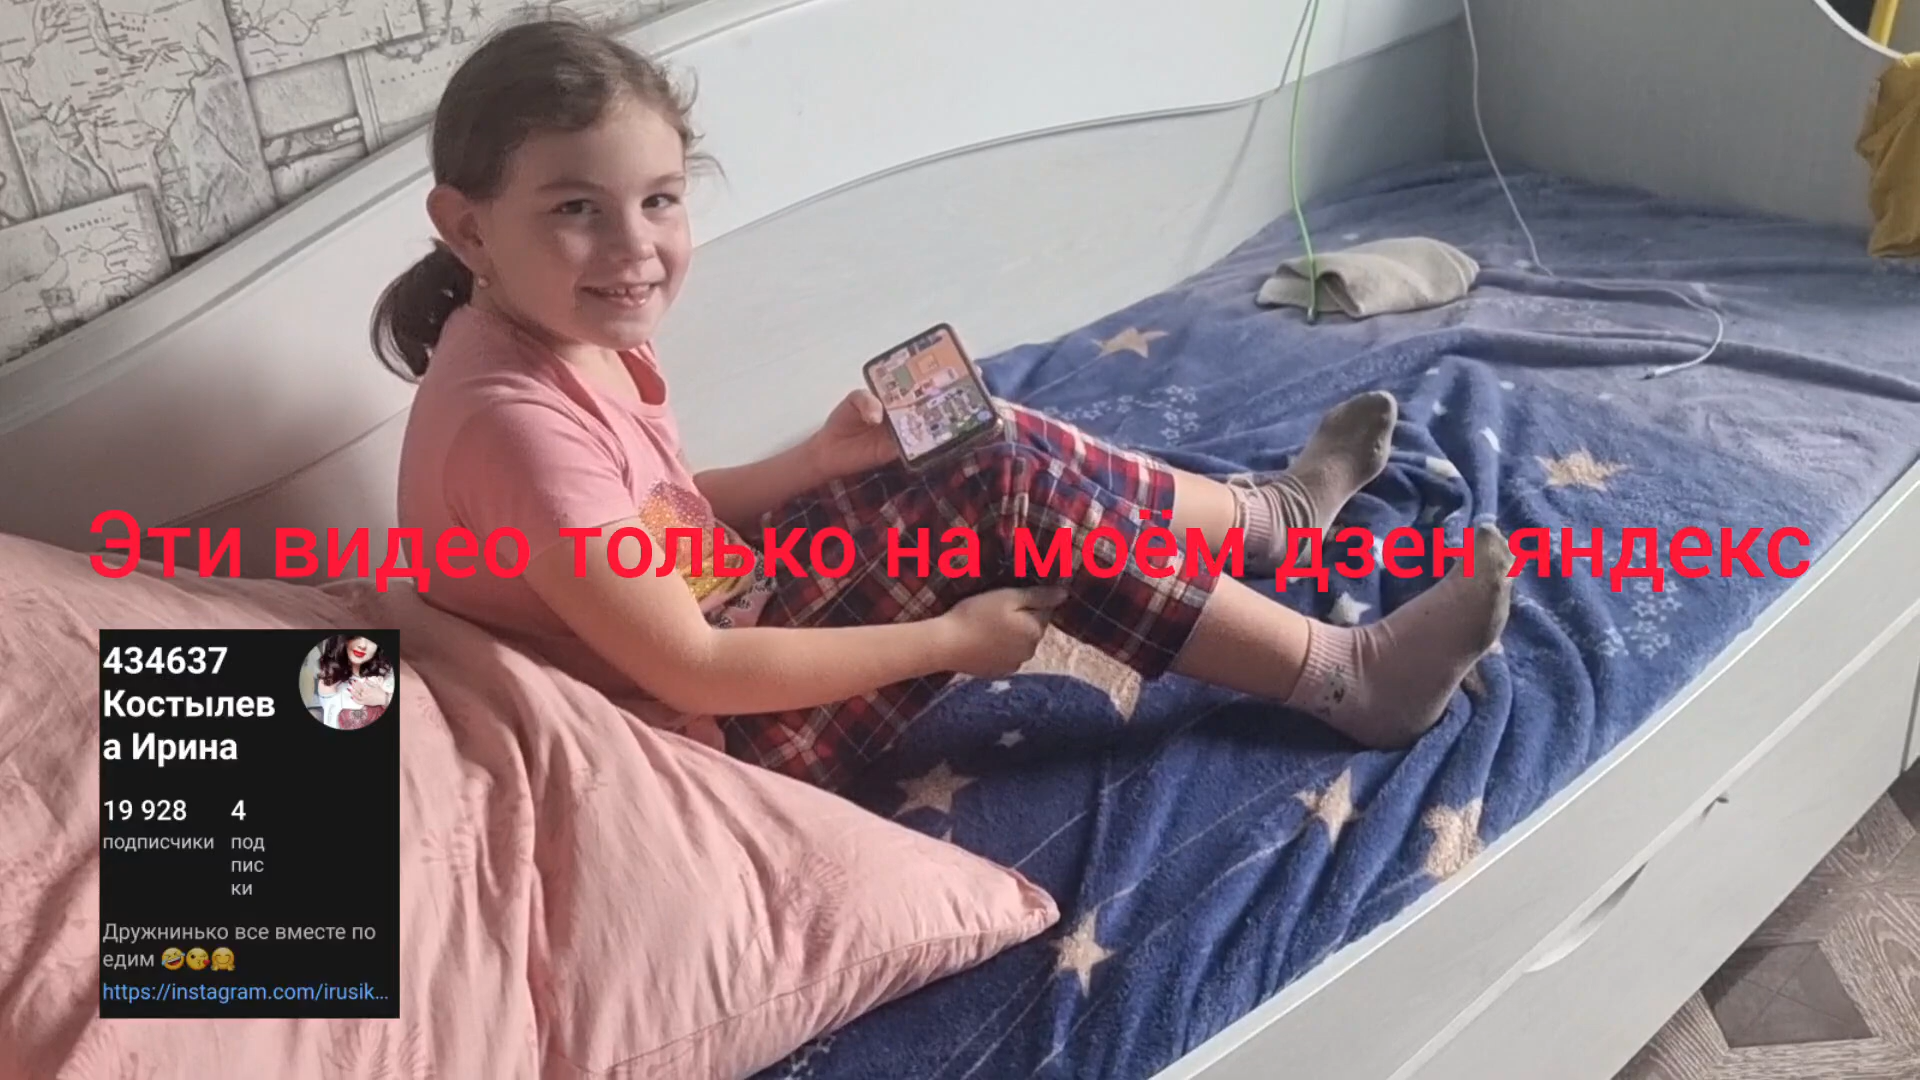 Эти видео только на моём дзен яндекс
434637
Костылев
а Ирина
19 928 4
подписчики под
пис
ки
Дружнинько все вместе по
едим 🤣😘🤗
https://instagram.com/irusik...